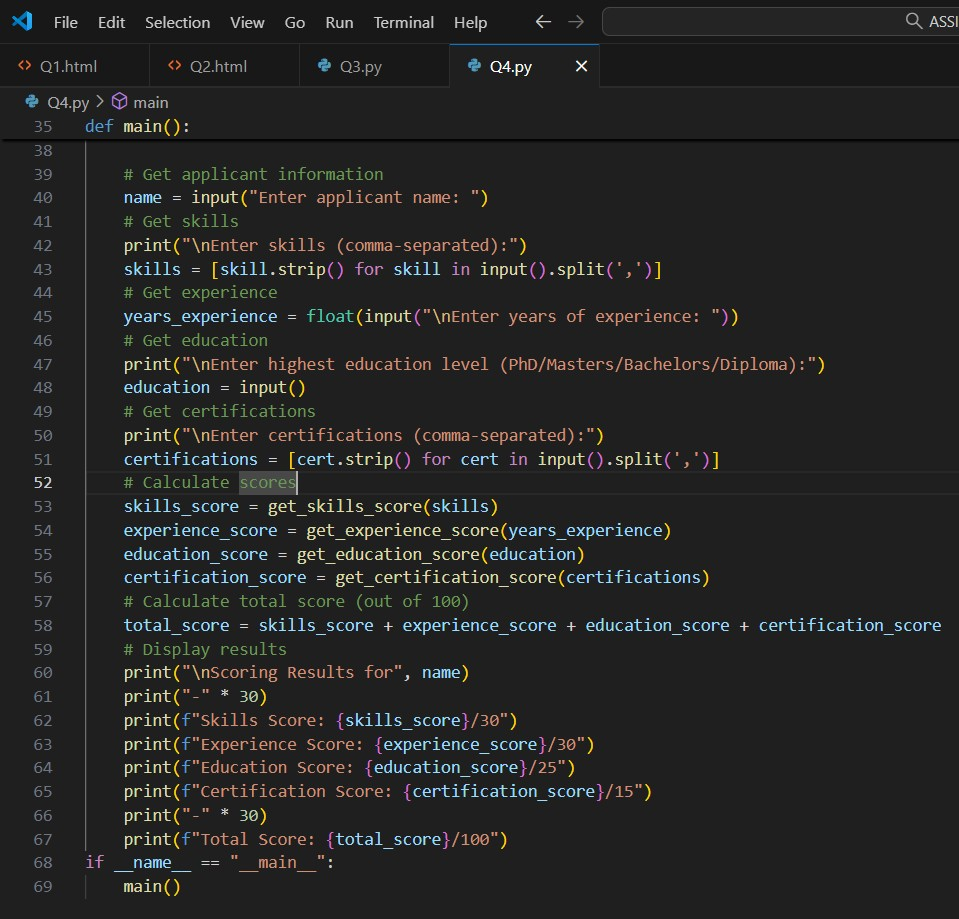 File Edit Selection View Go Run Terminal Help ← → ASSI
Q1.html Q2.html Q3.py Q4.py ×
Q4.py > main
35 def main():
38
39 # Get applicant information
40 name = input("Enter applicant name: ")
41 # Get skills
42 print("\nEnter skills (comma-separated):")
43 skills = [skill.strip() for skill in input().split(',')]
44 # Get experience
45 years_experience = float(input("\nEnter years of experience: "))
46 # Get education
47 print("\nEnter highest education level (PhD/Masters/Bachelors/Diploma):")
48 education = input()
49 # Get certifications
50 print("\nEnter certifications (comma-separated):")
51 certifications = [cert.strip() for cert in input().split(',')]
52 # Calculate scores
53 skills_score = get_skills_score(skills)
54 experience_score = get_experience_score(years_experience)
55 education_score = get_education_score(education)
56 certification_score = get_certification_score(certifications)
57 # Calculate total score (out of 100)
58 total_score = skills_score + experience_score + education_score + certification_score
59 # Display results
60 print("\nScoring Results for", name)
61 print("-" * 30)
62 print(f"Skills Score: {skills_score}/30")
63 print(f"Experience Score: {experience_score}/30")
64 print(f"Education Score: {education_score}/25")
65 print(f"Certification Score: {certification_score}/15")
66 print("-" * 30)
67 print(f"Total Score: {total_score}/100")
68 if __name__ == "__main__":
69 main()